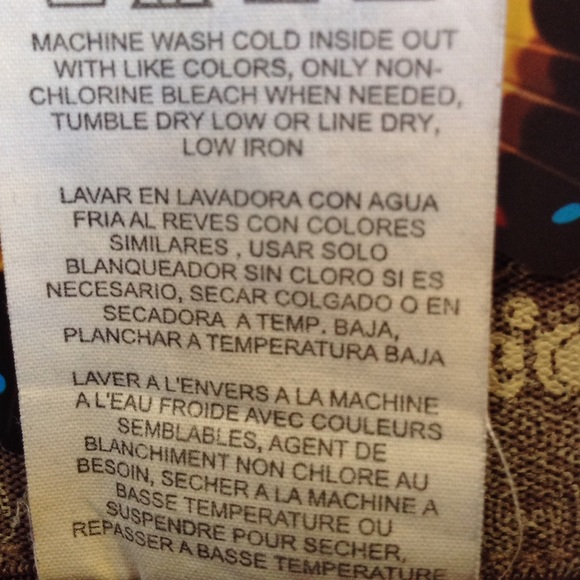 MACHINE WASH COLD INSIDE OUT
WITH LIKE COLORS, ONLY NON-
CHLORINE BLEACH WHEN NEEDED,
TUMBLE DRY LOW OR LINE DRY,
LOW IRON
LAVAR EN LAVADORA CON AGUA
FRIA AL REVES CON COLORES
SIMILARES , USAR SOLO
BLANQUEADOR SIN CLORO SI ES
NECESARIO, SECAR COLGADO O EN
SECADORA A TEMP. BAJA,
PLANCHAR A TEMPERATURA BAJA
LAVER A L'ENVERS A LA MACHINE
A L'EAU FROIDE AVEC COULEURS
SEMBLABLES, AGENT DE
BLANCHIMENT NON CHLORE AU
BESOIN, SECHER A LA MACHINE A
BASSE TEMPERATURE OU
SUSPENDRE POUR SECHER,
REPASSER A BASSE TEMPERATURE